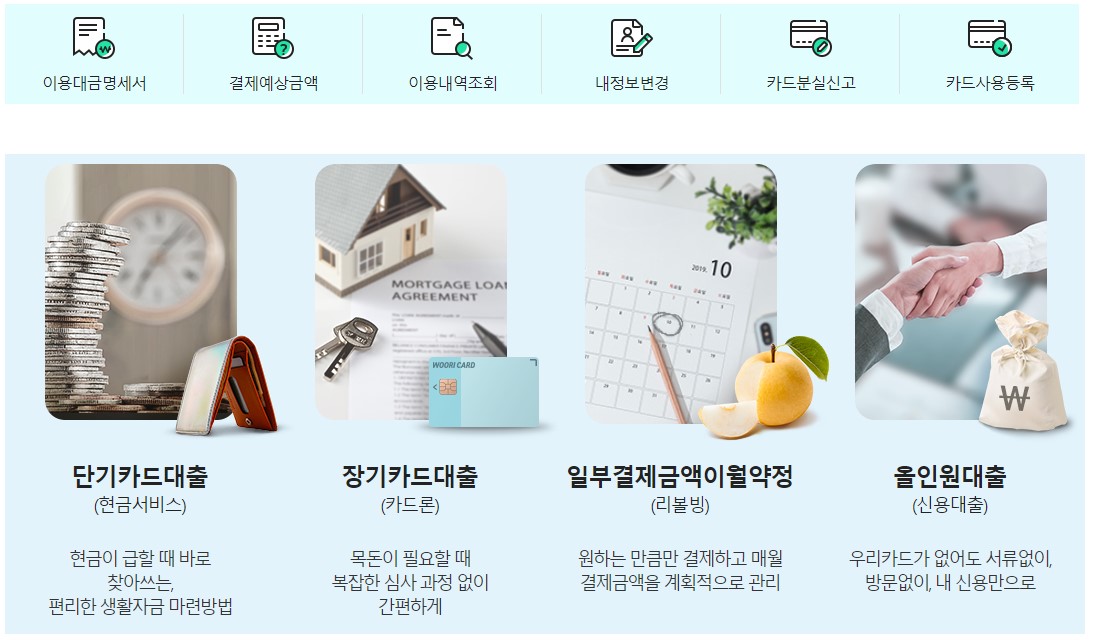 이용대금명세서
결제예상금액
이용내역조회
내정보변경
카드분실신고
카드사용등록
MORTGAGE LOAN
AGREEMENT
WOORI CARD
2019. 10
단기카드대출
(현금서비스)
현금이 급할 때 바로
찾아쓰는,
편리한 생활자금 마련방법
장기카드대출
(카드론)
목돈이 필요할 때
복잡한 심사 과정 없이
간편하게
일부결제금액이월약정
(리볼빙)
원하는 만큼만 결제하고 매월
결제금액을 계획적으로 관리
올인원대출
(신용대출)
우리카드가 없어도 서류없이,
방문없이, 내 신용만으로